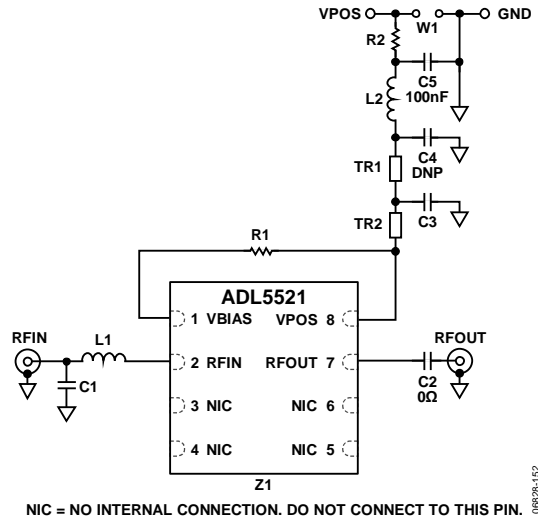 VPOS
W1
GND
R2
C5
100nF
L2
C4
DNP
TR1
TR2
C3
R1
ADL5521
1 VBIAS
VPOS 8
RFIN
L1
2 RFIN
RFOUT 7
RFOUT
C1
C2
0Ω
3 NIC
NIC 6
4 NIC
NIC 5
Z1
NIC = NO INTERNAL CONNECTION. DO NOT CONNECT TO THIS PIN.
06828-152